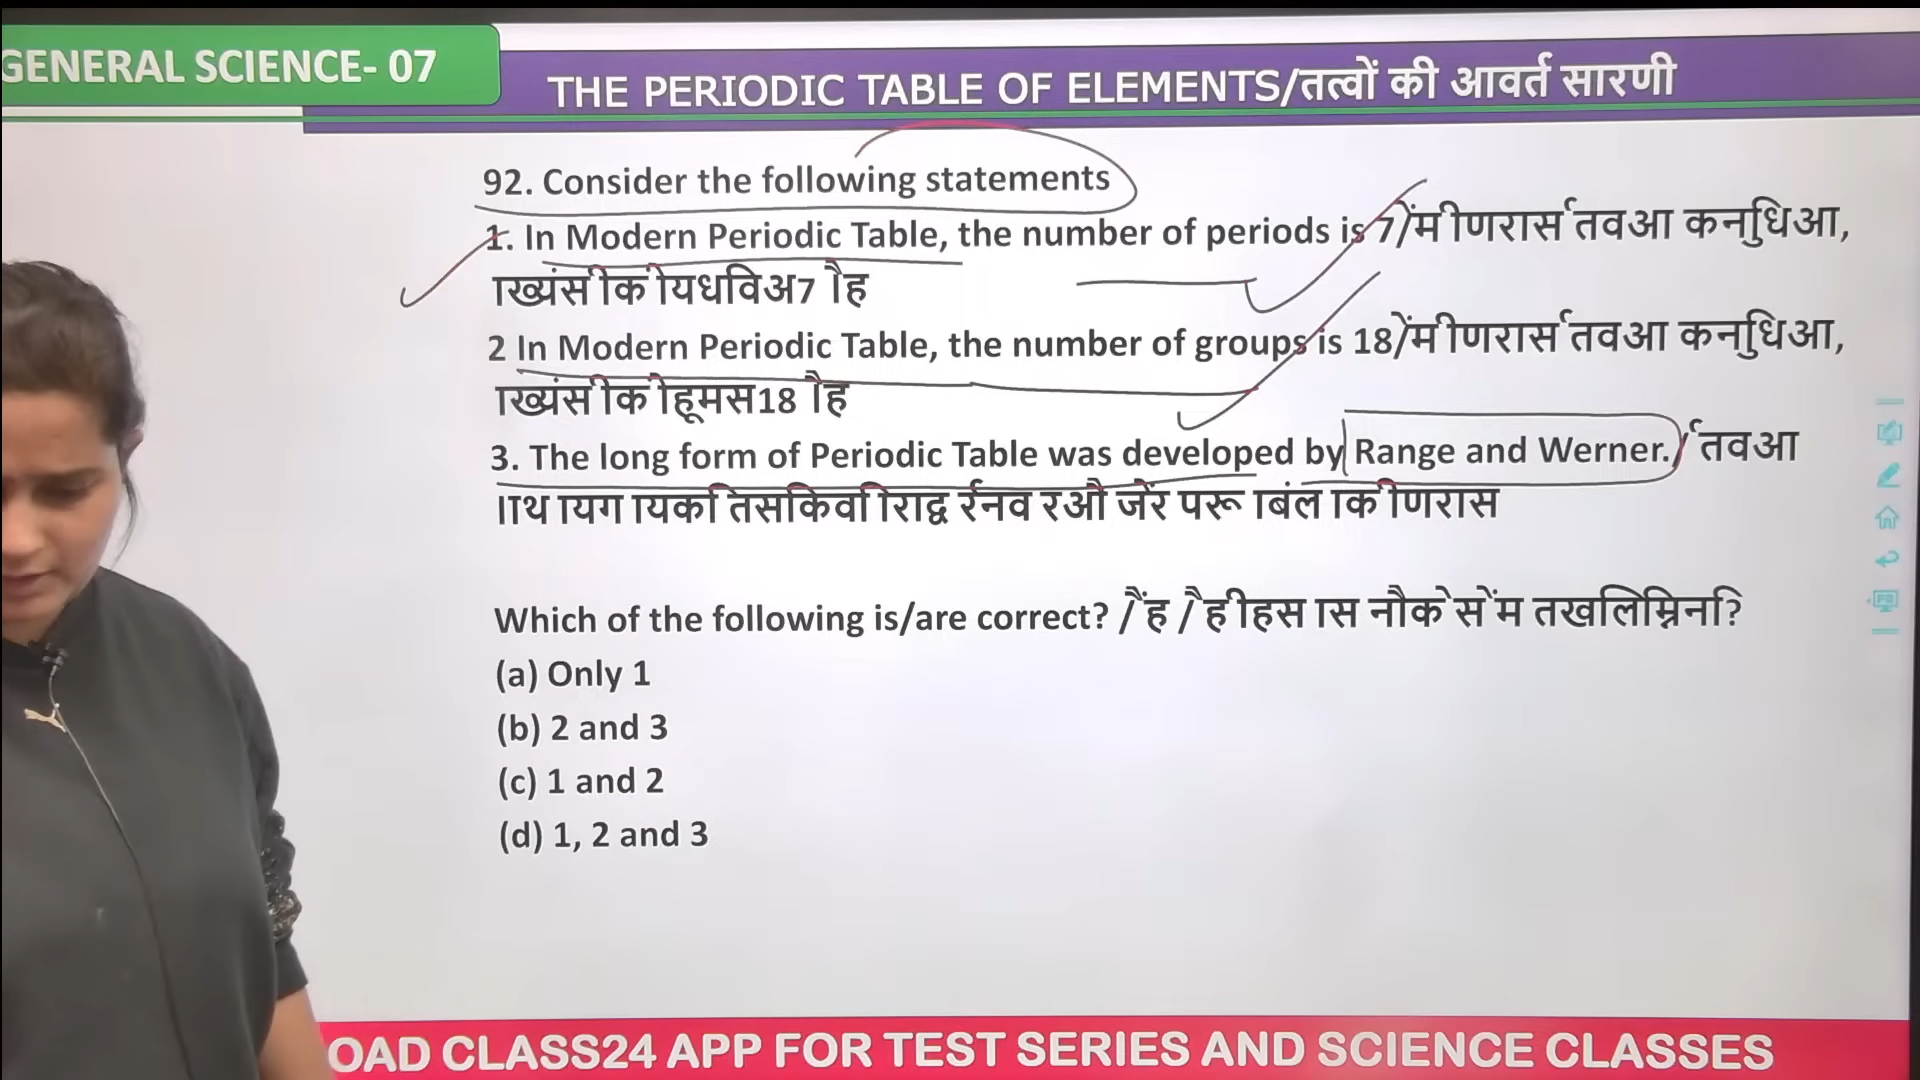 GENERAL SCIENCE- 07
THE PERIODIC TABLE OF ELEMENTS/तत्वों की आवर्त सारणी
92. Consider the following statements
1. In Modern Periodic Table, the number of periods is 7/ेंम ीणरास र्तवआ कनुधिआ,
ाख्यंस ीक ोंयधविअ7 ैह
2 In Modern Periodic Table, the number of groups is 18/ेंम ीणरास र्तवआ कनुधिआ,
ाख्यंस ीक ोंहूमस18 ैह
3. The long form of Periodic Table was developed by Range and Werner./ र्तवआ
ाथ ायग ायकि तसकिवि ाराद्व र्रनव रऔ जेंर परू ाबंल ाक ीणरास
Which of the following is/are correct? /ैंह /ैह ीहस ास नौक ेस ेंम तखलिम्निन?
(a) Only 1
(b) 2 and 3
(c) 1 and 2
(d) 1, 2 and 3
OAD CLASS24 APP FOR TEST SERIES AND SCIENCE CLASSES